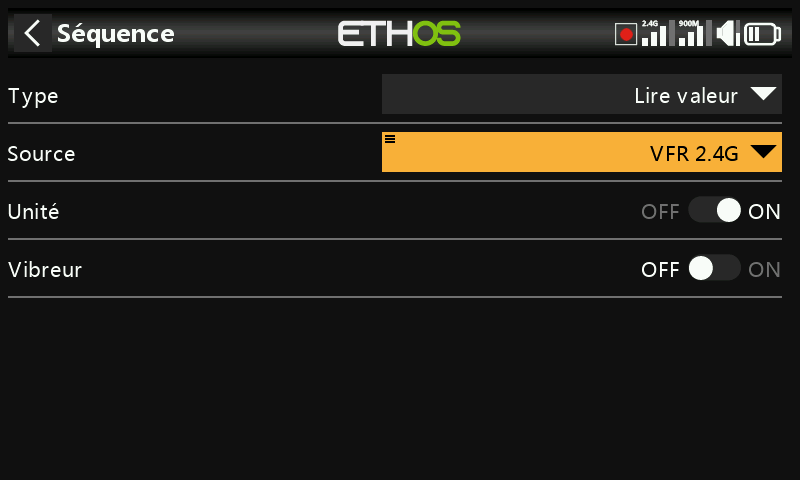 Séquence
ETHOS
2.4G
900M
Type
Lire valeur
Source
VFR 2.4G
Unité
OFF ON
Vibreur
OFF ON